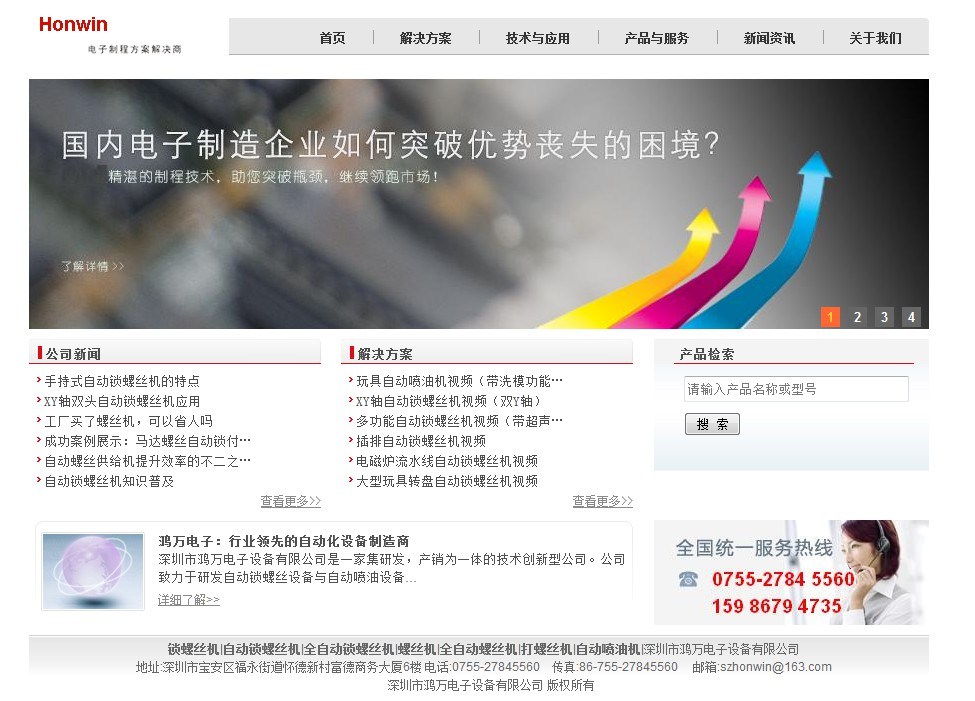 Honwin
电子制程方案解决商
首页 解决方案 技术与应用 产品与服务 新闻资讯 关于我们
国内电子制造企业如何突破优势丧失的困境？
精湛的制程技术，助您突破瓶颈，继续领跑市场！
了解详情 >>
1 2 3 4
公司新闻
手持式自动锁螺丝机的特点
XY轴双头自动锁螺丝机应用
工厂买了螺丝机，可以省人吗
成功案例展示：马达螺丝自动锁付…
自动螺丝供给机提升效率的不二之…
自动锁螺丝机知识普及
查看更多>>
解决方案
玩具自动喷油机视频（带洗模功能…
XY轴自动锁螺丝机视频（双Y轴）
多功能自动锁螺丝机视频（带超声…
插排自动锁螺丝机视频
电磁炉流水线自动锁螺丝机视频
大型玩具转盘自动锁螺丝机视频
查看更多>>
产品检索
请输入产品名称或型号
搜 索
鸿万电子：行业领先的自动化设备制造商
深圳市鸿万电子设备有限公司是一家集研发，产销为一体的技术创新型公司。公司
致力于研发自动锁螺丝设备与自动喷油设备...
详细了解>>
全国统一服务热线
0755-2784 5560
159 8679 4735
锁螺丝机|自动锁螺丝机|全自动锁螺丝机|螺丝机|全自动螺丝机|打螺丝机|自动喷油机|深圳市鸿万电子设备有限公司
地址:深圳市宝安区福永街道怀德新村富德商务大厦6楼 电话:0755-27845560 传真:86-755-27845560 邮箱:szhonwin@163.com
深圳市鸿万电子设备有限公司 版权所有